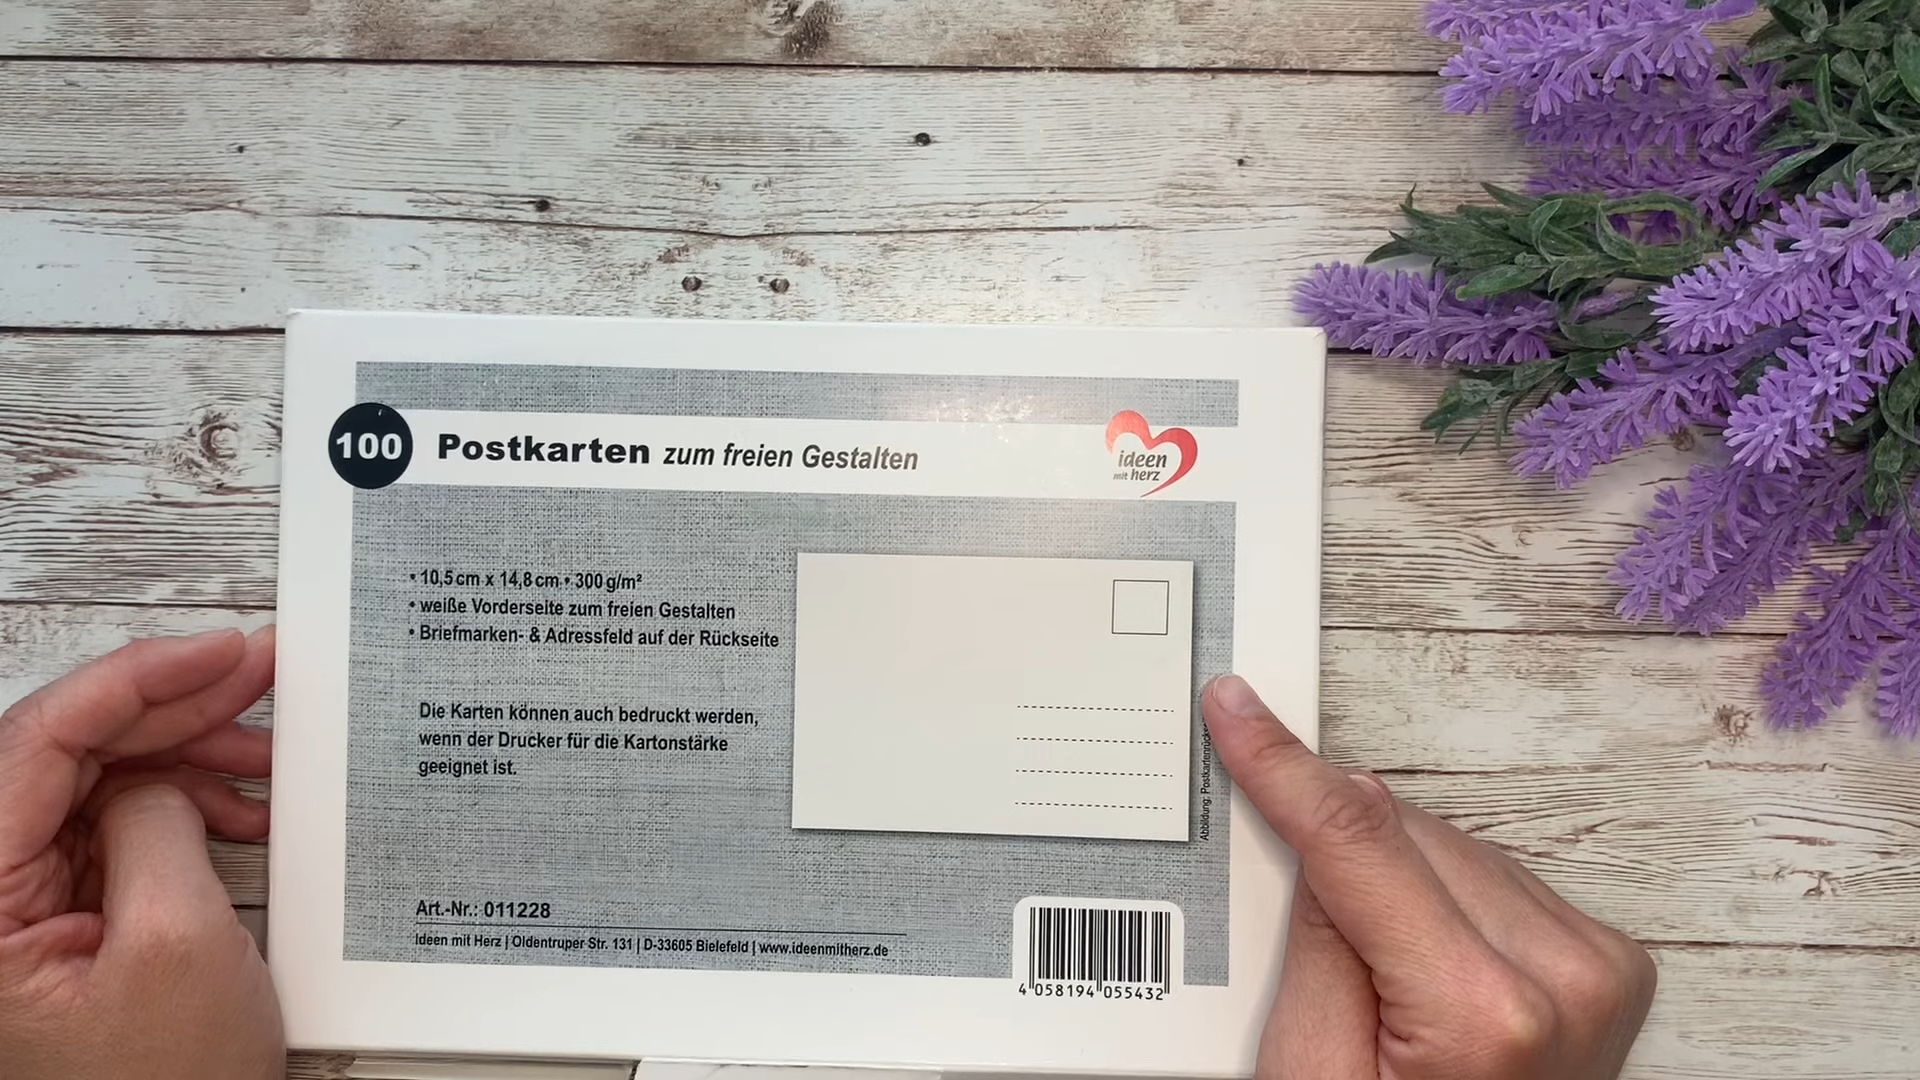 100 Postkarten zum freien Gestalten
ideen
mit herz
• 10,5 cm x 14,8 cm • 300 g/m²
• weiße Vorderseite zum freien Gestalten
• Briefmarken- & Adressfeld auf der Rückseite
Die Karten können auch bedruckt werden,
wenn der Drucker für die Kartonstärke
geeignet ist.
Abbildung:
Art.-Nr.: 011228
Ideen mit Herz | Oldentruper Str. 131 | D-33605 Bielefeld | www.ideenmitherz.de
4 058194 055432